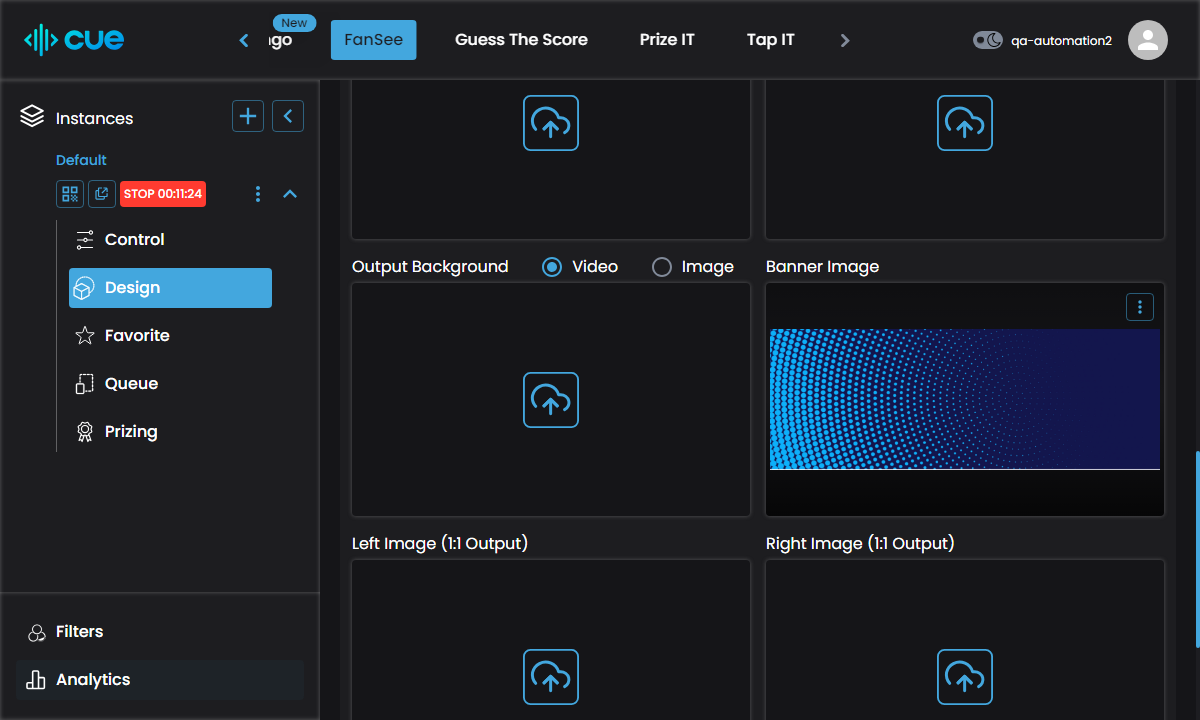 cue
New
FanSee
Guess The Score
Prize IT
Tap IT
qa-automation2
Instances
Default
STOP 00:11:24
Control
Design
Favorite
Queue
Prizing
Filters
Analytics
Output Background
Video
Image
Banner Image
Left Image (1:1 Output)
Right Image (1:1 Output)